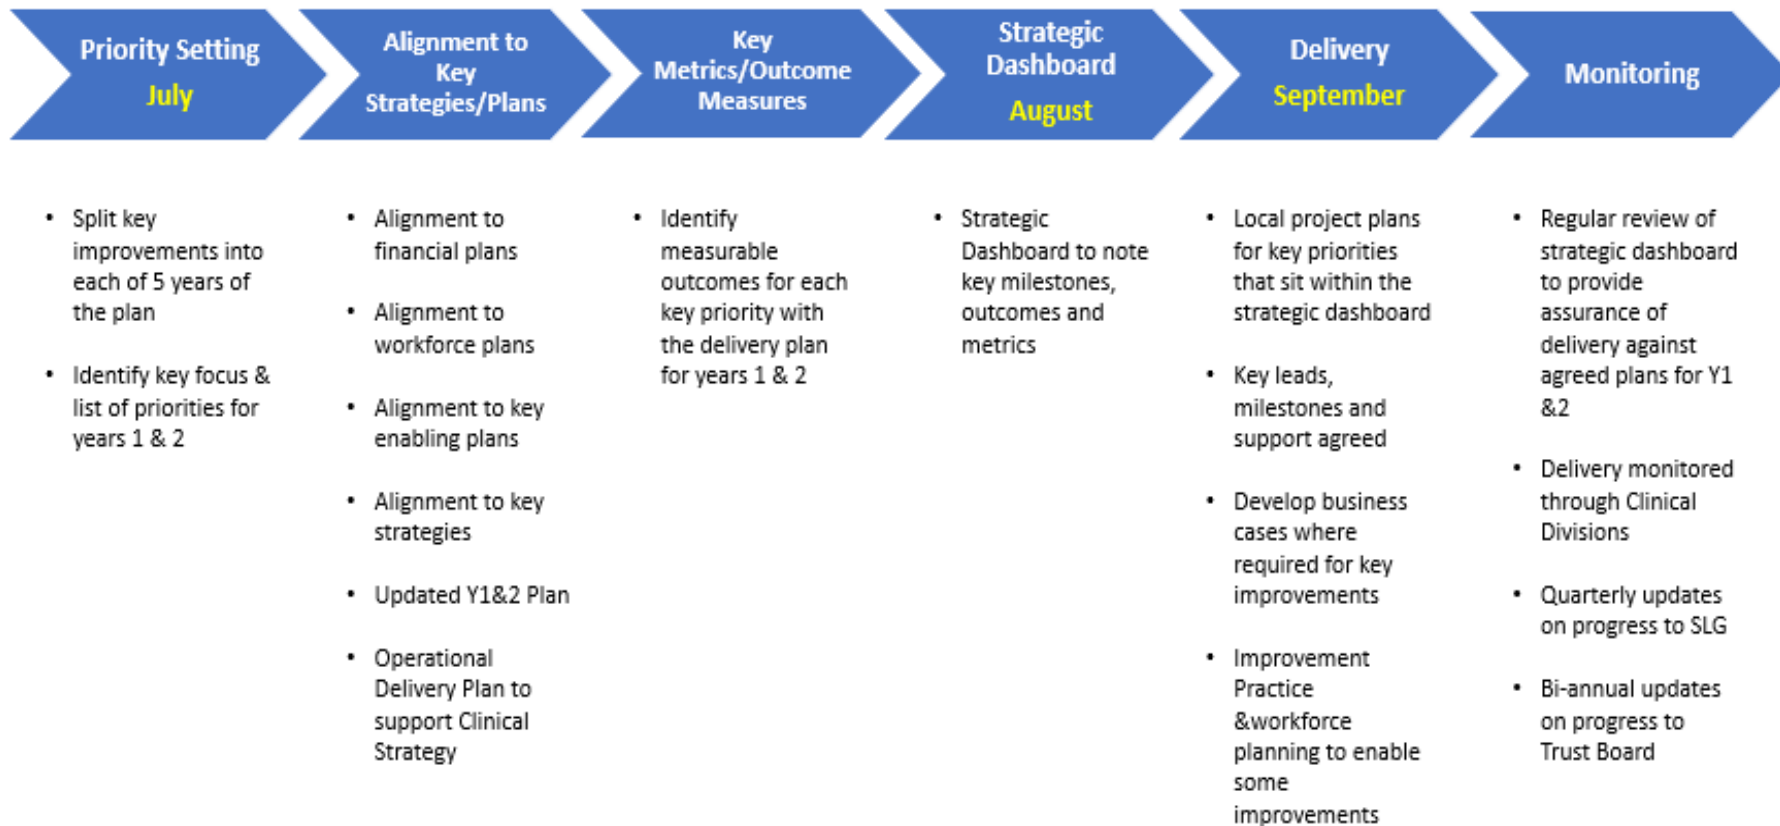 Priority Setting
July
Alignment to
Key
Strategies/Plans
Key
Metrics/Outcome
Measures
Strategic
Dashboard
August
Delivery
September
Monitoring
• Split key
improvements into
each of 5 years of
the plan
• Identify key focus &
list of priorities for
years 1 & 2
• Alignment to
financial plans
• Alignment to
workforce plans
• Alignment to key
enabling plans
• Alignment to key
strategies
• Updated Y1&2 Plan
• Operational
Delivery Plan to
support Clinical
Strategy
• Identify
measurable
outcomes for each
key priority with
the delivery plan
for years 1 & 2
• Strategic
Dashboard to note
key milestones,
outcomes and
metrics
• Local project plans
for key priorities
that sit within the
strategic dashboard
• Key leads,
milestones and
support agreed
• Develop business
cases where
required for key
improvements
• Improvement
Practice
&workforce
planning to enable
some
improvements
• Regular review of
strategic dashboard
to provide
assurance of
delivery against
agreed plans for Y1
&2
• Delivery monitored
through Clinical
Divisions
• Quarterly updates
on progress to SLG
• Bi-annual updates
on progress to
Trust Board